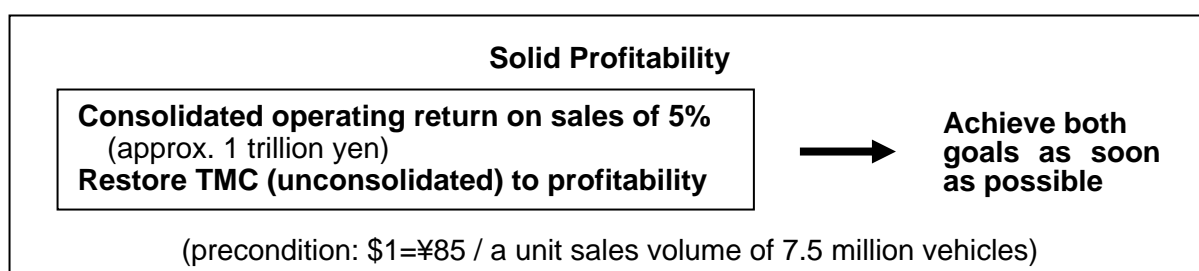 Solid Profitability
Consolidated operating return on sales of 5%
(approx. 1 trillion yen)
Restore TMC (unconsolidated) to profitability
Achieve both
goals as soon
as possible
(precondition: $1=¥85 / a unit sales volume of 7.5 million vehicles)